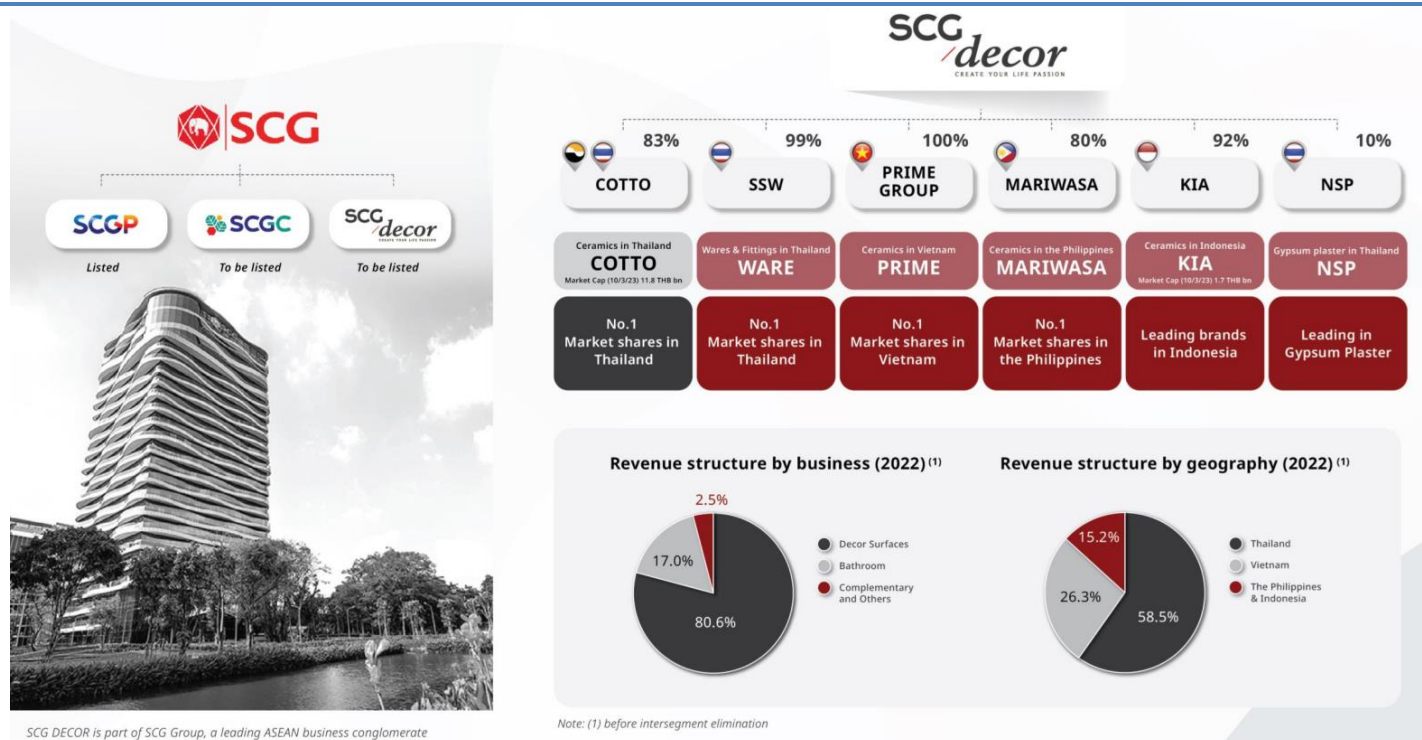 SCG
SCGP
SCGC
SCG
decor
CREATE YOUR LIFE PASSION
Listed
To be listed
To be listed
SCG DECOR is part of SCG Group, a leading ASEAN business conglomerate
SCG
decor
CREATE YOUR LIFE PASSION
83%
99%
100%
80%
92%
10%
COTTO
SSW
PRIME
GROUP
MARIWASA
KIA
NSP
Ceramics in Thailand
COTTO
Market Cap (10/3/23) 11.8 THB bn
Wares & Fittings in Thailand
WARE
Ceramics in Vietnam
PRIME
Ceramics in the Philippines
MARIWASA
Ceramics in Indonesia
KIA
Market Cap (10/3/23) 1.7 THB bn
Gypsum plaster in Thailand
NSP
No.1
Market shares in
Thailand
No.1
Market shares in
Thailand
No.1
Market shares in
Vietnam
No.1
Market shares in
the Philippines
Leading brands
in Indonesia
Leading in
Gypsum Plaster
Revenue structure by business (2022) (1)
2.5%
17.0%
80.6%
Decor Surfaces
Bathroom
Complementary
and Others
Revenue structure by geography (2022) (1)
15.2%
26.3%
58.5%
Thailand
Vietnam
The Philippines
& Indonesia
Note: (1) before intersegment elimination